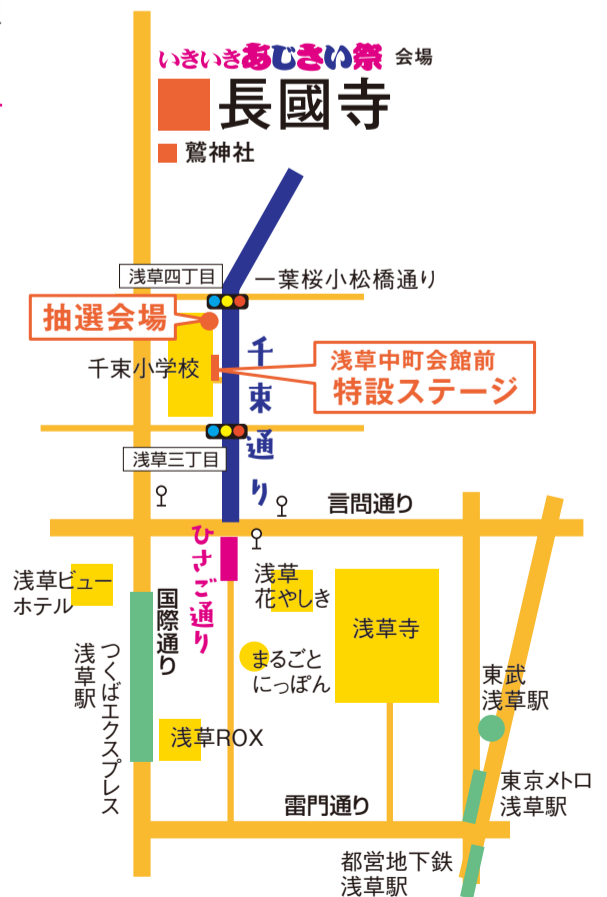 いきいきあじさい祭 会場
長國寺
鷲神社
浅草四丁目
一葉桜小松橋通り
抽選会場
千束小学校
千束通り
浅草中町会館前
特設ステージ
浅草三丁目
言問通り
ひさご通り
浅草ビュー
ホテル
国際通り
浅草
花やしき
浅草寺
まるごと
にっぽん
つくばエクスプレス
浅草駅
浅草ROX
東武
浅草駅
東京メトロ
浅草駅
雷門通り
都営地下鉄
浅草駅